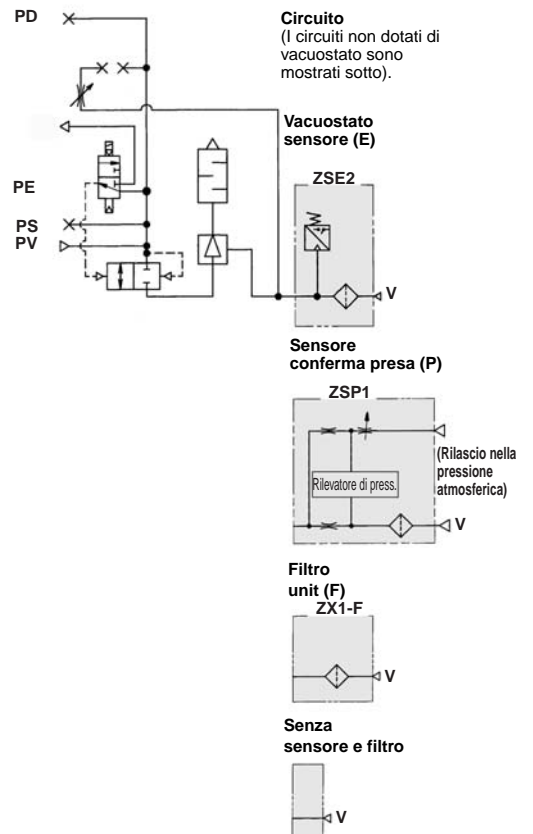 PD
Circuito
(I circuiti non dotati di
vacuostato sono
mostrati sotto).
Vacuostato
sensore (E)
PE
ZSE2
PS
PV
V
Sensore
conferma presa (P)
ZSP1
(Rilascio nella
pressione
atmosferica)
Rilevatore di press.
V
Filtro
unit (F)
ZX1-F
V
Senza
sensore e filtro
V